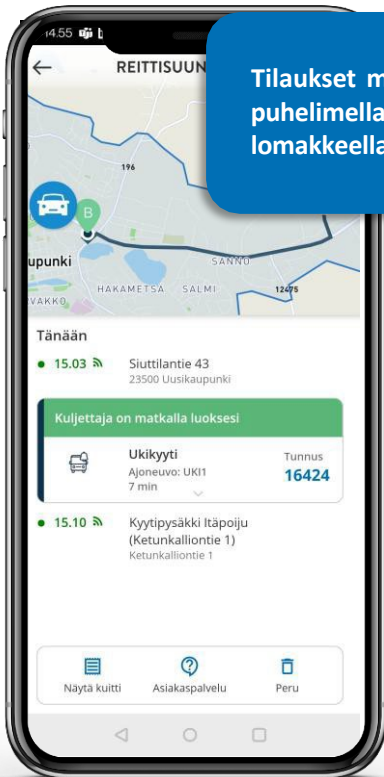 14.55
REITTISUUN
Tilaukset m
puhelimella
lomakkeella
196
B
upunki
SANNO
HAKAMETSÄ SALMI
12475
VAKKO
Tänään
15.03 Siuttilantie 43
23500 Uusikaupunki
Kuljettaja on matkalla luoksesi
Ukikyyti Tunnus
Ajoneuvo: UKI1 16424
7 min
15.10 Kyytipysäkki Itäpoiju
(Ketunkalliontie 1)
Ketunkalliontie 1
Näytä kuitti Asiakaspalvelu Peru